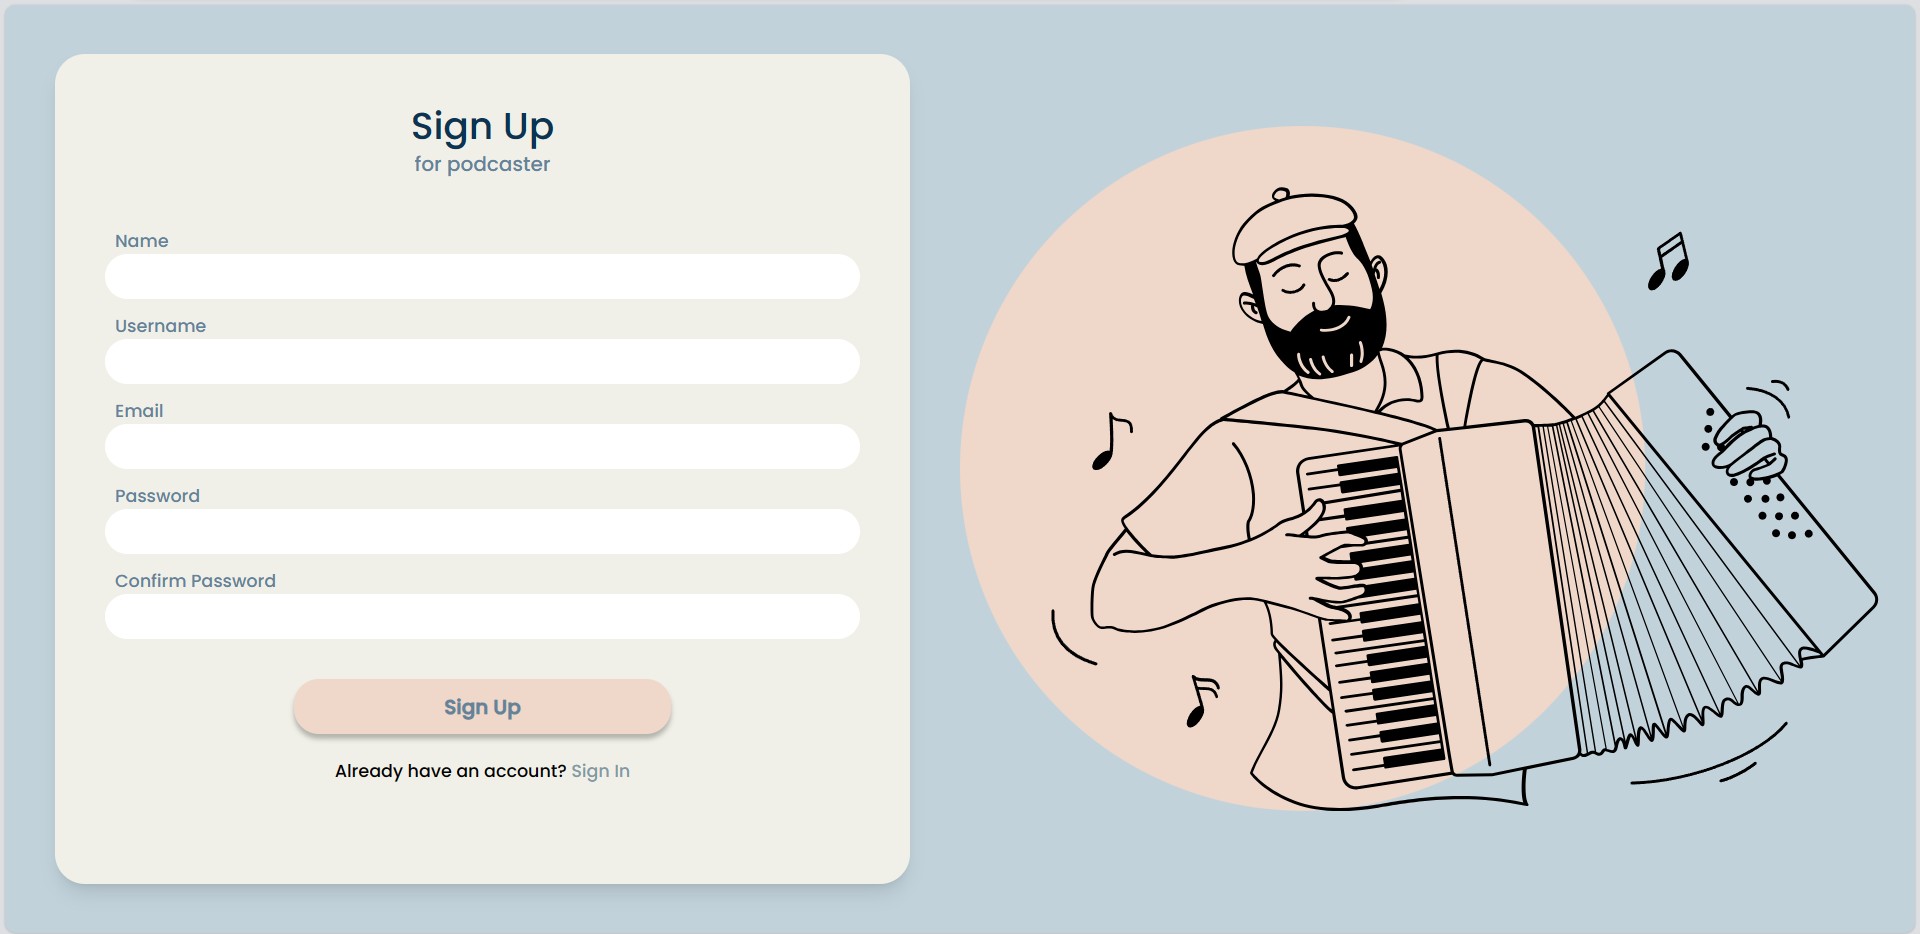 Sign Up
for podcaster
Name
Username
Email
Password
Confirm Password
Sign Up
Already have an account? Sign In